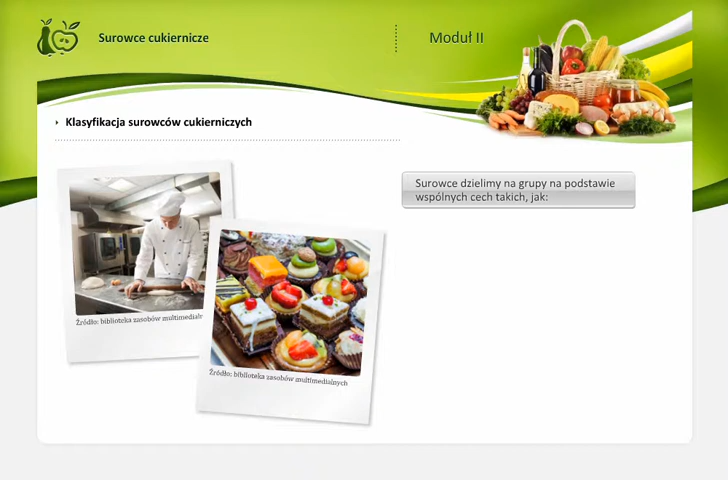 Surowce cukiernicze
Moduł II
Klasyfikacja surowców cukierniczych
Surowce dzielimy na grupy na podstawie
wspólnych cech takich, jak:
Źródło: biblioteka zasobów
Źródło: biblioteka zasobów multimedialnych